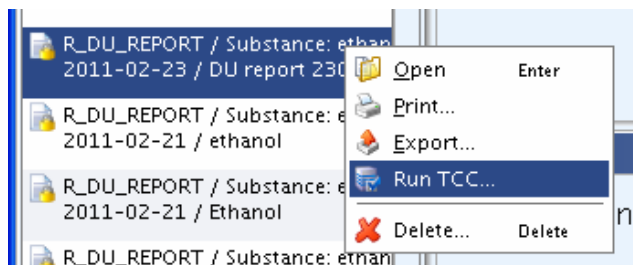 R_DU_REPORT / Substance: ethan
2011-02-23 / DU report 230
R_DU_REPORT / Substance: e
2011-02-21 / ethanol
R_DU_REPORT / Substance: e
2011-02-21 / Ethanol
R_DU_REPORT / Substance: ethan
Open Enter
Print...
Export...
Run TCC...
Delete... Delete
n